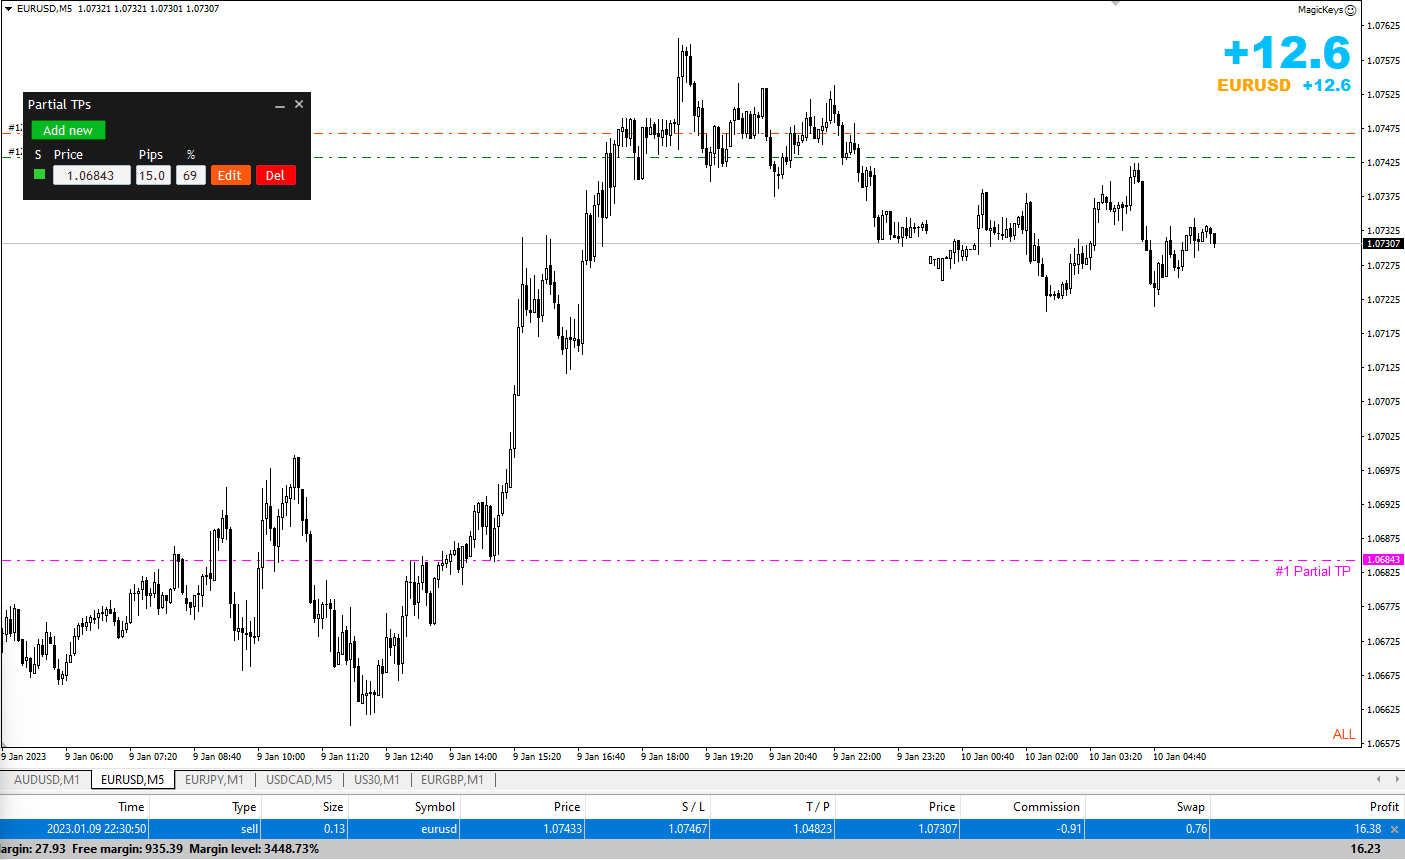 EURUSD,M5 1.07321 1.07321 1.07301 1.07307
MagicKeys
+12.6
EURUSD +12.6
Partial TPs
Add new
S Price Pips %
1.06843 15.0 69 Edit Del
#12
#12
1.07625
1.07575
1.07525
1.07475
1.07425
1.07375
1.07325
1.07307
1.07275
1.07225
1.07175
1.07125
1.07075
1.07025
1.06975
1.06925
1.06875
1.06843
#1 Partial TP
1.06825
1.06775
1.06725
1.06675
1.06625
ALL
1.06575
9 Jan 2023 9 Jan 06:00 9 Jan 07:20 9 Jan 08:40 9 Jan 10:00 9 Jan 11:20 9 Jan 12:40 9 Jan 14:00 9 Jan 15:20 9 Jan 16:40 9 Jan 18:00 9 Jan 19:20 9 Jan 20:40 9 Jan 22:00 9 Jan 23:20 10 Jan 00:40 10 Jan 02:00 10 Jan 03:20 10 Jan 04:40
AUDUSD,M1 EURUSD,M5 EURJPY,M1 USDCAD,M5 US30,M1 EURGBP,M1
Time Type Size Symbol Price S / L T / P Price Commission Swap Profit
2023.01.09 22:30:50 sell 0.13 eurusd 1.07433 1.07467 1.04823 1.07307 -0.91 0.76 16.38
argin: 27.93 Free margin: 935.39 Margin level: 3448.73% 16.23